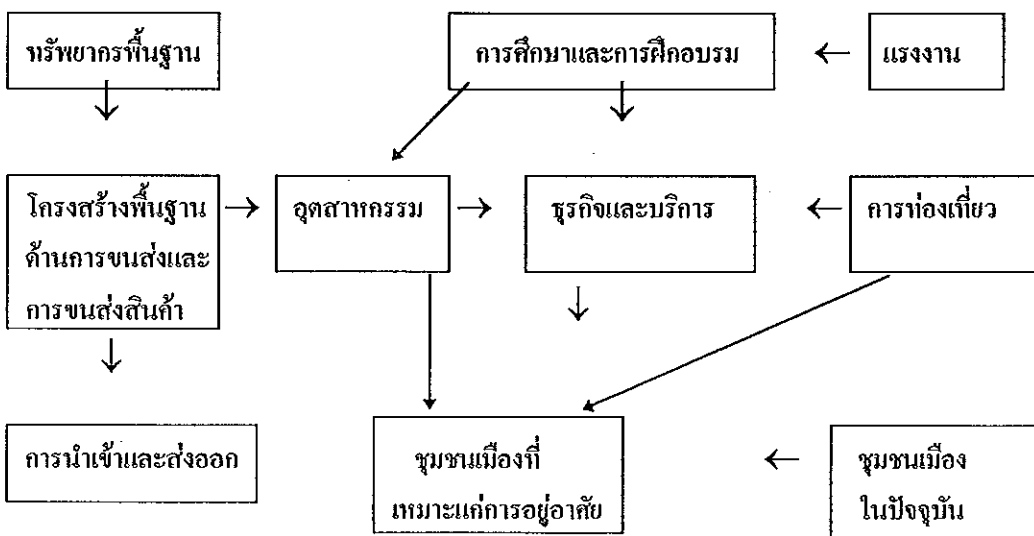 ทรัพยากรพื้นฐาน
การศึกษาและการฝึกอบรม
แรงงาน
โครงสร้างพื้นฐาน
ด้านการขนส่งและ
การขนส่งสินค้า
อุตสาหกรรม
ธุรกิจและบริการ
การท่องเที่ยว
การนำเข้าและส่งออก
ชุมชนเมืองที่
เหมาะแก่การอยู่อาศัย
ชุมชนเมือง
ในปัจจุบัน